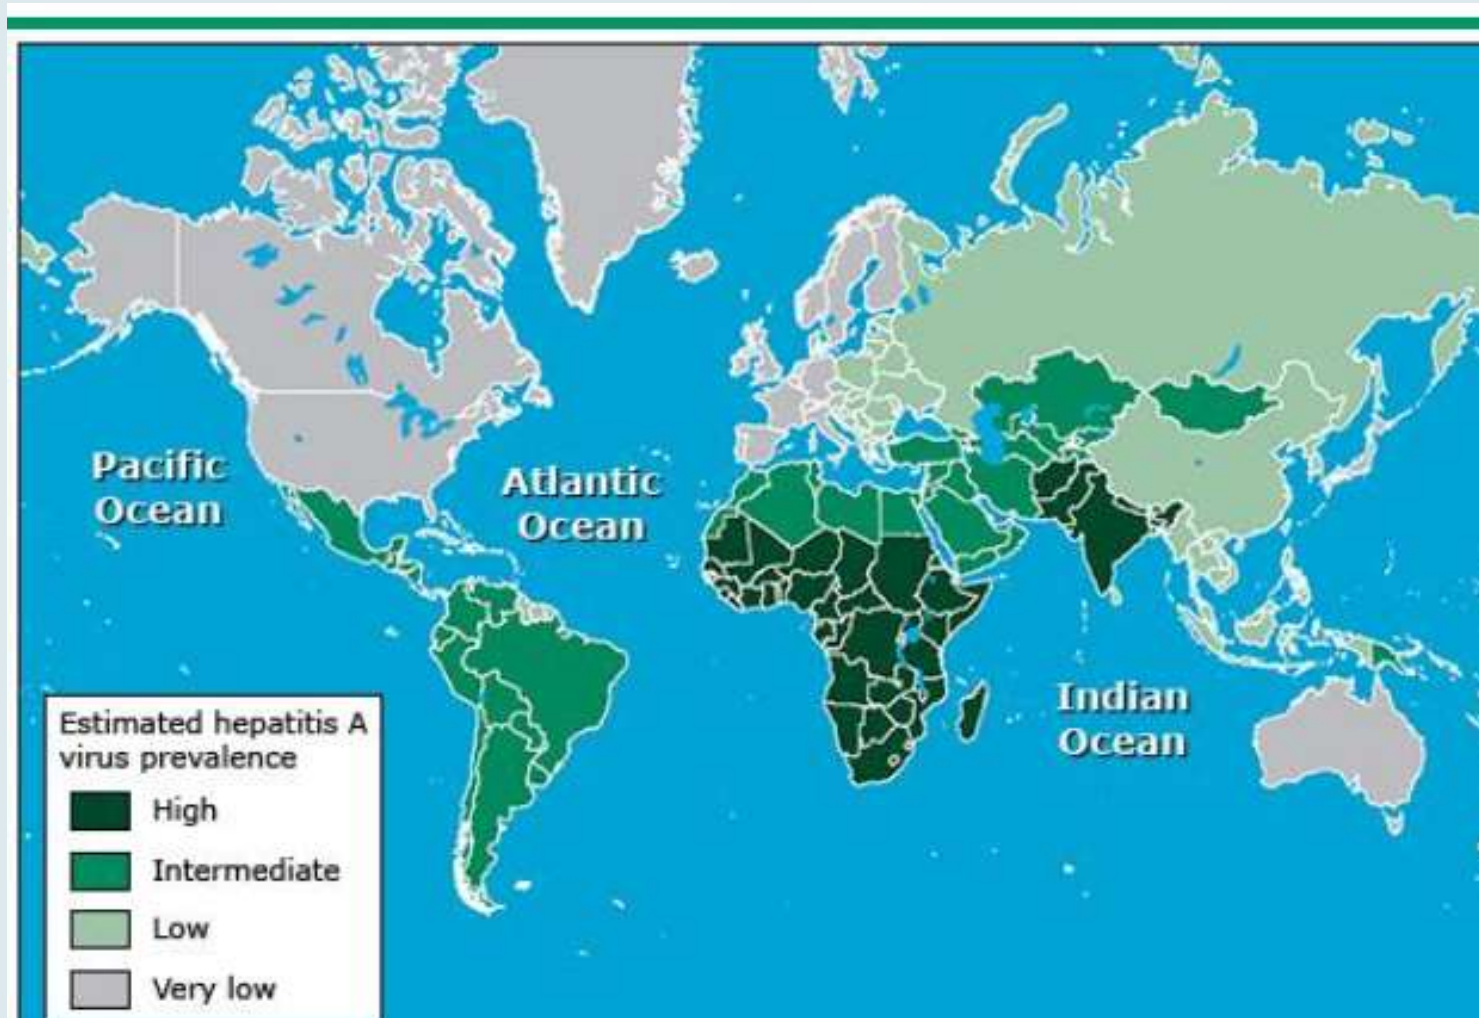 Pacific
Ocean
Atlantic
Ocean
Indian
Ocean
Estimated hepatitis A
virus prevalence
High
Intermediate
Low
Very low